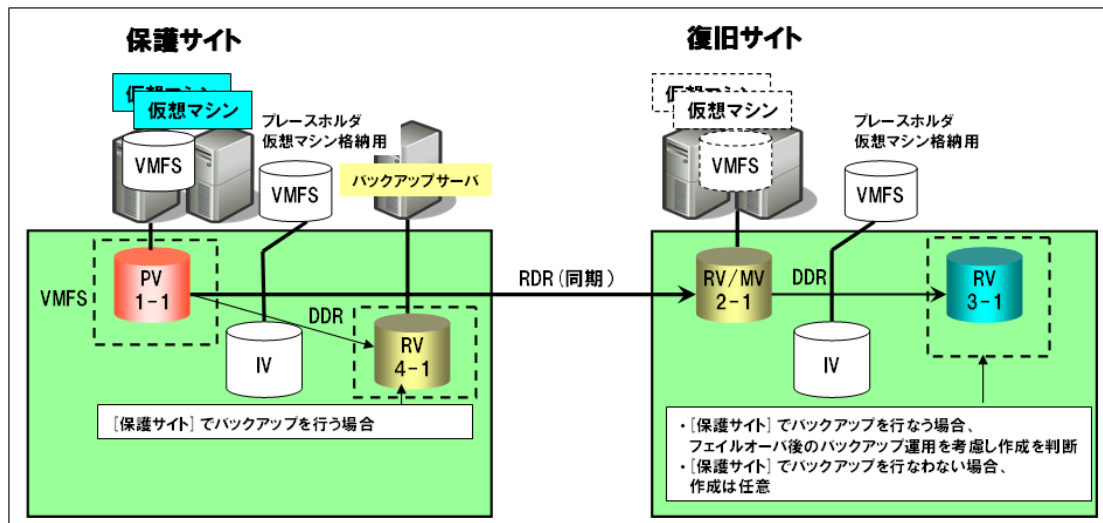 保護サイト
復旧サイト
仮想マシン
仮想マシン
VMFS
プレースホルダ
仮想マシン格納用
VMFS
バックアップサーバ
仮想マシン
仮想マシン
VMFS
プレースホルダ
仮想マシン格納用
VMFS
VMFS
PV
1-1
DDR
IV
RV
4-1
RDR(同期)
RV/MV
2-1
DDR
IV
RV
3-1
[保護サイト]でバックアップを行う場合
・[保護サイト]でバックアップを行なう場合、
フェイルオーバ後のバックアップ運用を考慮し作成を判断
・[保護サイト]でバックアップを行なわない場合、
作成は任意